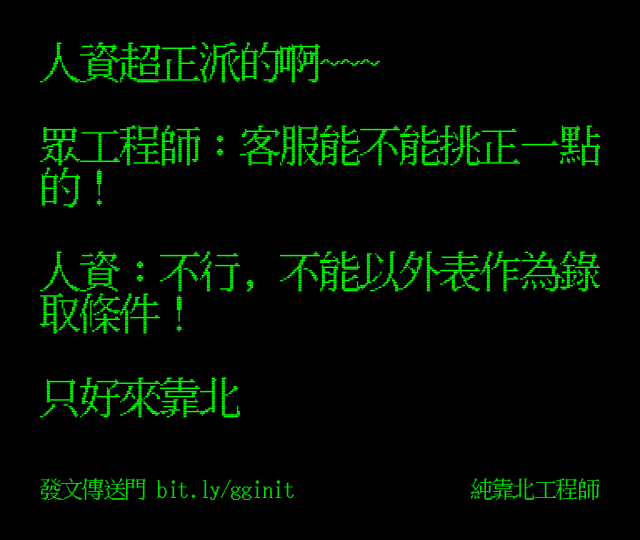 人資超正派的啊~~~
眾工程師：客服能不能挑正一點
的！
人資：不行, 不能以外表作為錄
取條件！
只好來靠北
發文傳送門 bit.ly/gginit
純靠北工程師